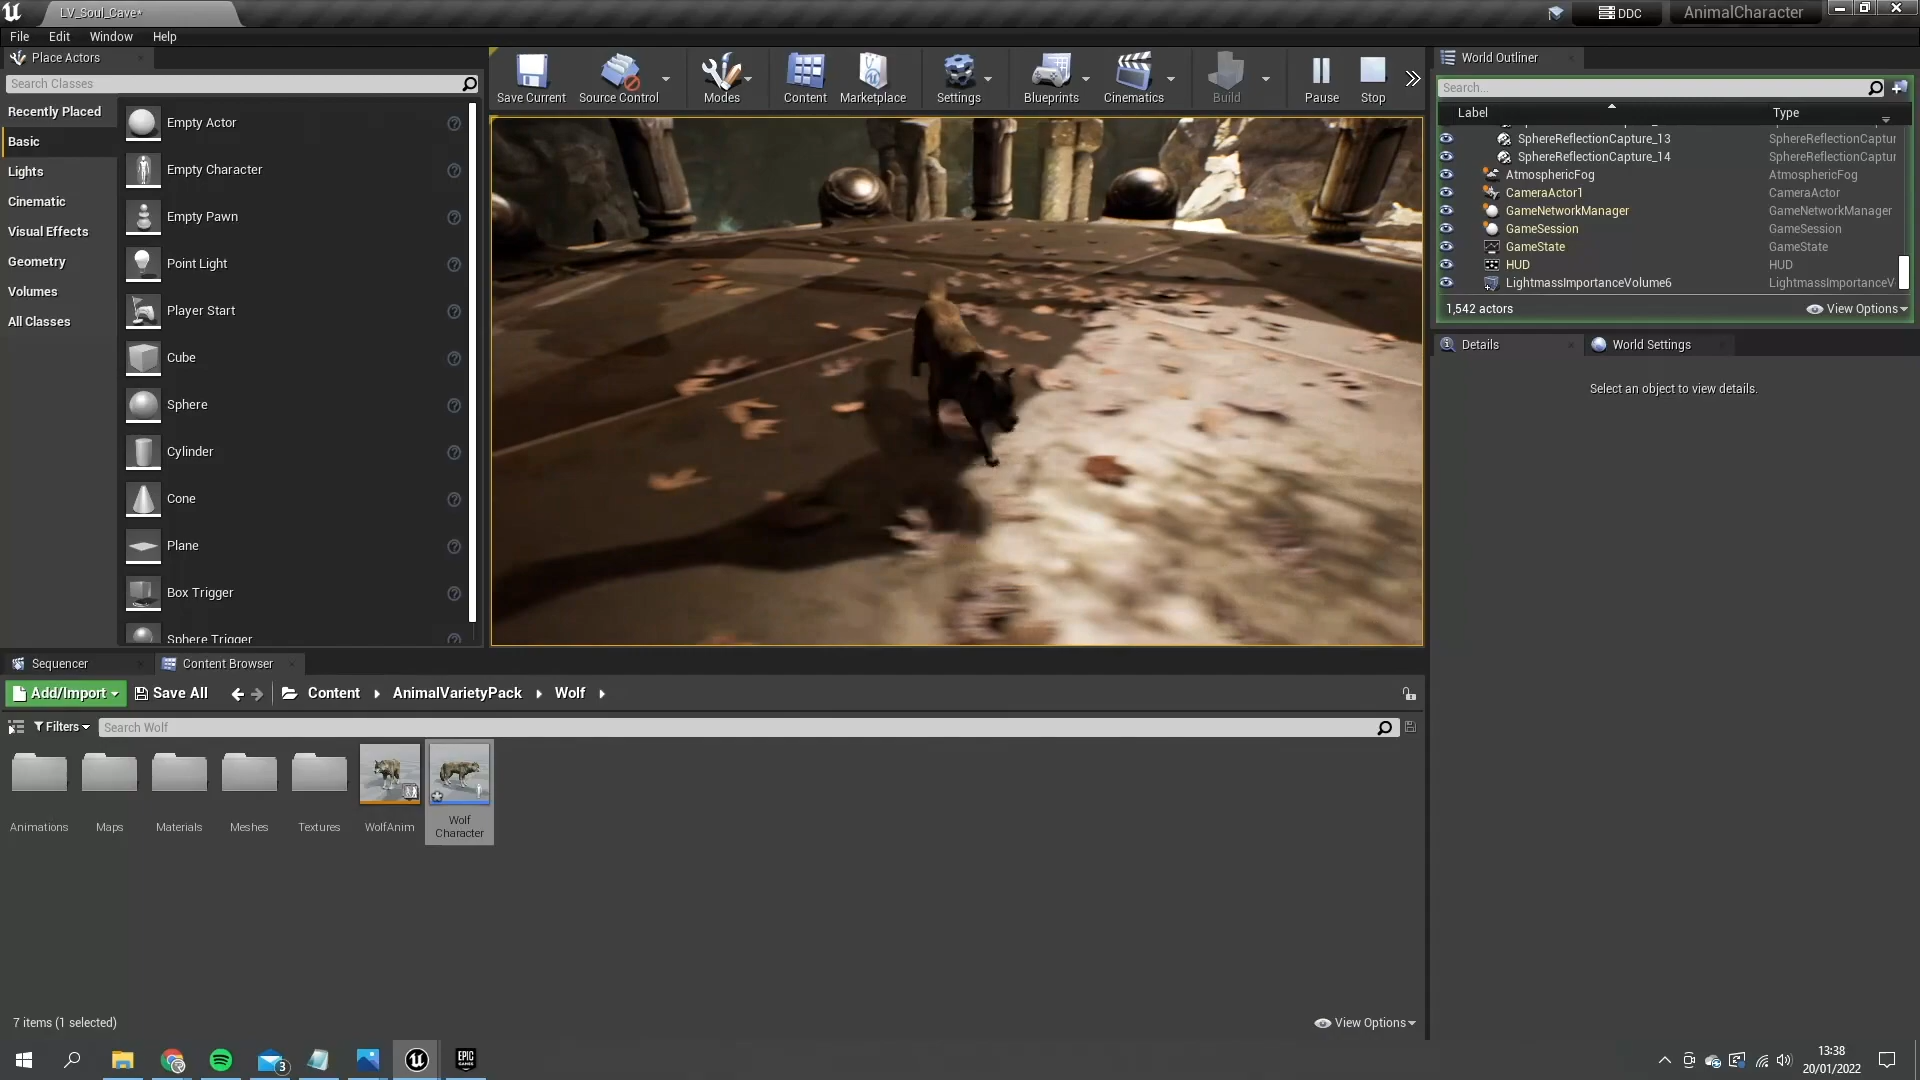 LV_Soul_Cave*
DDC
AnimalCharacter
File Edit Window Help
Place Actors
Search Classes
Recently Placed
Basic
Lights
Cinematic
Visual Effects
Geometry
Volumes
All Classes
Empty Actor
Empty Character
Empty Pawn
Point Light
Player Start
Cube
Sphere
Cylinder
Cone
Plane
Box Trigger
Sphere Trigger
Save Current Source Control Modes Content Marketplace Settings Blueprints Cinematics Build Pause Stop
World Outliner
Search...
Label Type
SphereReflectionCapture_13 SphereReflectionCaptur
SphereReflectionCapture_14 SphereReflectionCaptur
AtmosphericFog AtmosphericFog
CameraActor1 CameraActor
GameNetworkManager GameNetworkManager
GameSession GameSession
GameState GameState
HUD HUD
LightmassImportanceVolume6 LightmassImportanceV
1,542 actors View Options
Details World Settings
Select an object to view details.
Sequencer Content Browser
Add/Import Save All Content AnimalVarietyPack Wolf
Filters Search Wolf
Animations Maps Materials Meshes Textures WolfAnim Wolf
Character
7 items (1 selected) View Options
3
EPIC
GAMES
13:38
20/01/2022